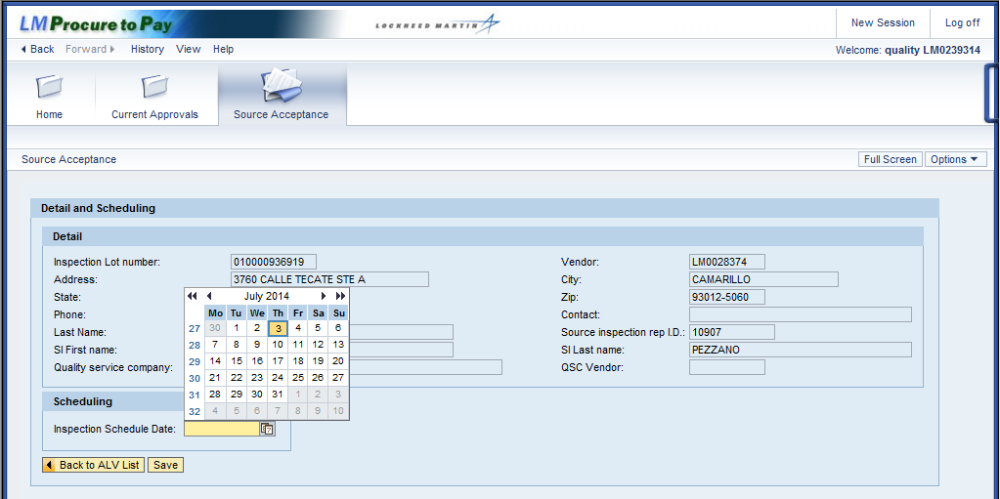 LM Procure to Pay
LOCKHEED MARTIN
New Session
Log off
Back Forward History View Help
Welcome: quality LM0239314
Home
Current Approvals
Source Acceptance
Source Acceptance
Full Screen
Options
Detail and Scheduling
Detail
Inspection Lot number: 010000936919
Vendor: LM0028374
Address: 3760 CALLE TECATE STE A
City: CAMARILLO
State:
Zip: 93012-5060
Phone:
Contact:
Last Name:
Source inspection rep I.D.: 10907
SI First name:
SI Last name: PEZZANO
Quality service company:
QSC Vendor:
July 2014
Mo Tu We Th Fr Sa Su
27 30 1 2 3 4 5 6
28 7 8 9 10 11 12 13
29 14 15 16 17 18 19 20
30 21 22 23 24 25 26 27
31 28 29 30 31 1 2 3
32 4 5 6 7 8 9 10
Scheduling
Inspection Schedule Date:
Back to ALV List
Save